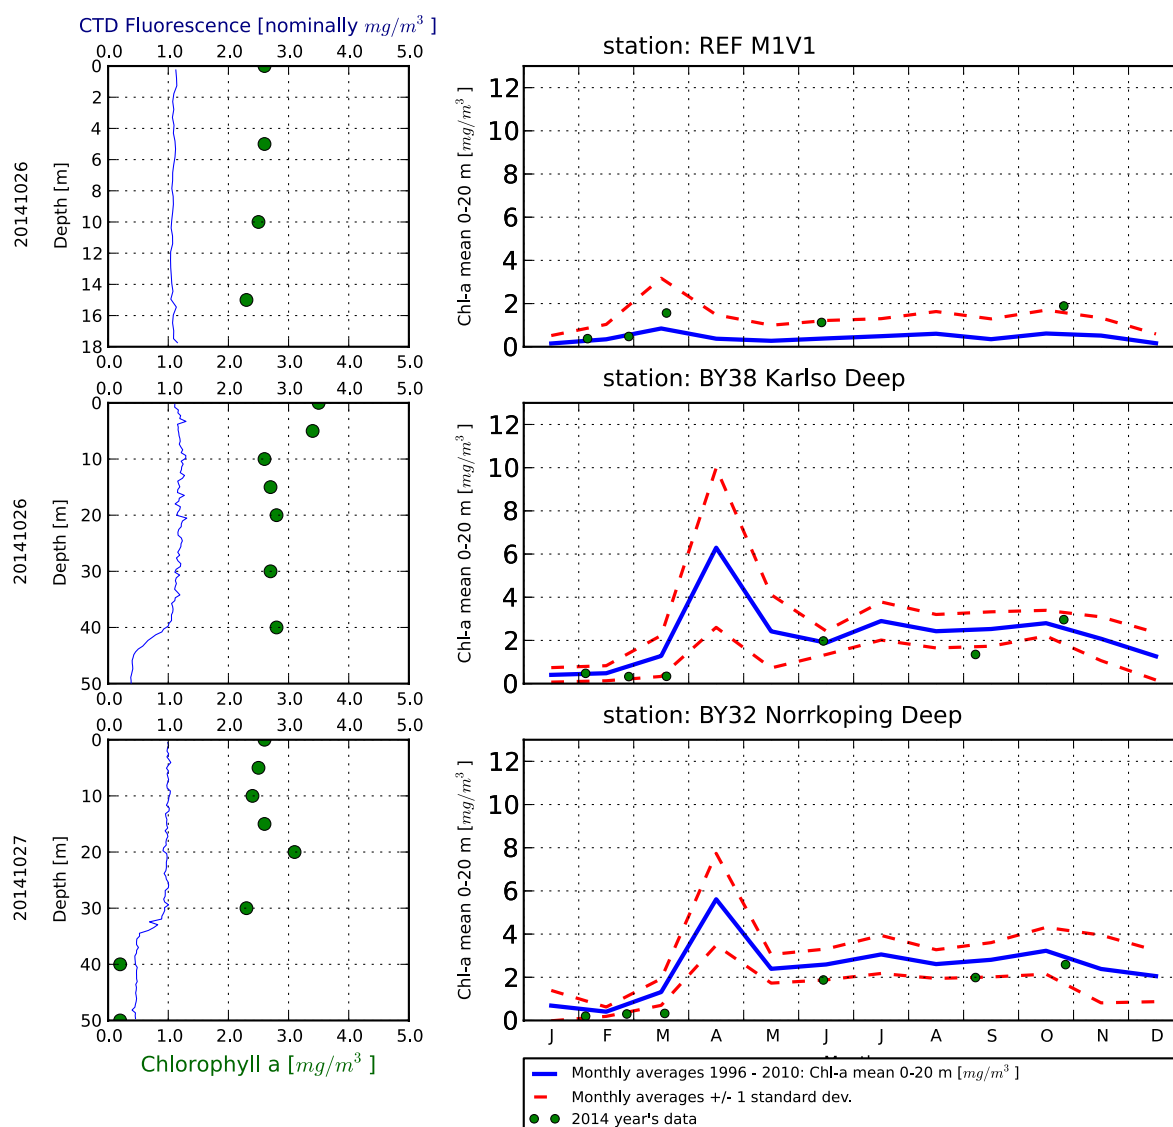 CTD Fluorescence [nominally mg/m³ ]
0.0 1.0 2.0 3.0 4.0 5.0
station: REF M1V1
20141026
Depth [m]
0
2
4
6
8
10
12
14
16
18
0.0 1.0 2.0 3.0 4.0 5.0
Chl-a mean 0-20 m [mg/m³ ]
12
10
8
6
4
2
0
0.0 1.0 2.0 3.0 4.0 5.0
station: BY38 Karlso Deep
20141026
Depth [m]
0
10
20
30
40
50
0.0 1.0 2.0 3.0 4.0 5.0
Chl-a mean 0-20 m [mg/m³ ]
12
10
8
6
4
2
0
0.0 1.0 2.0 3.0 4.0 5.0
station: BY32 Norrkoping Deep
20141027
Depth [m]
0
10
20
30
40
50
0.0 1.0 2.0 3.0 4.0 5.0
Chlorophyll a [mg/m³ ]
Chl-a mean 0-20 m [mg/m³ ]
12
10
8
6
4
2
0
J F M A M J J A S O N D
Monthly averages 1996 - 2010: Chl-a mean 0-20 m [mg/m³ ]
Monthly averages +/- 1 standard dev.
2014 year's data